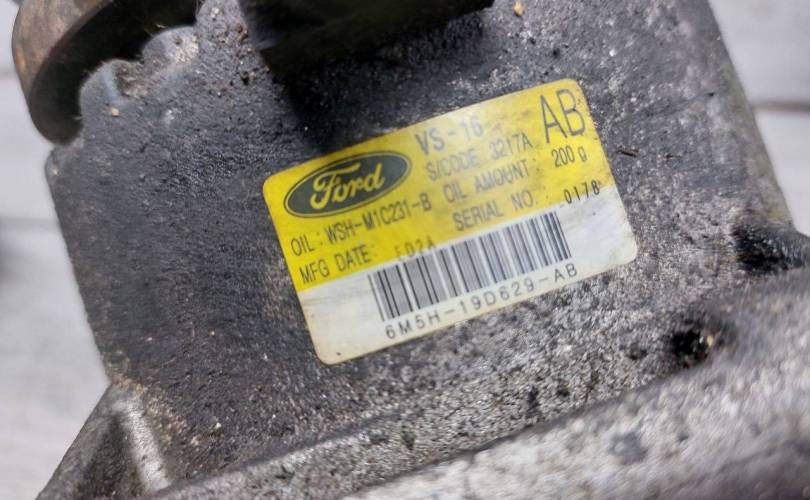 Ford VS-16 AB
S/CODE 3217A
OIL : WSH-M1C231-B OIL AMOUNT : 200 g
MFG DATE: FD2A SERIAL NO. 0178
6M5H-19D629-AB